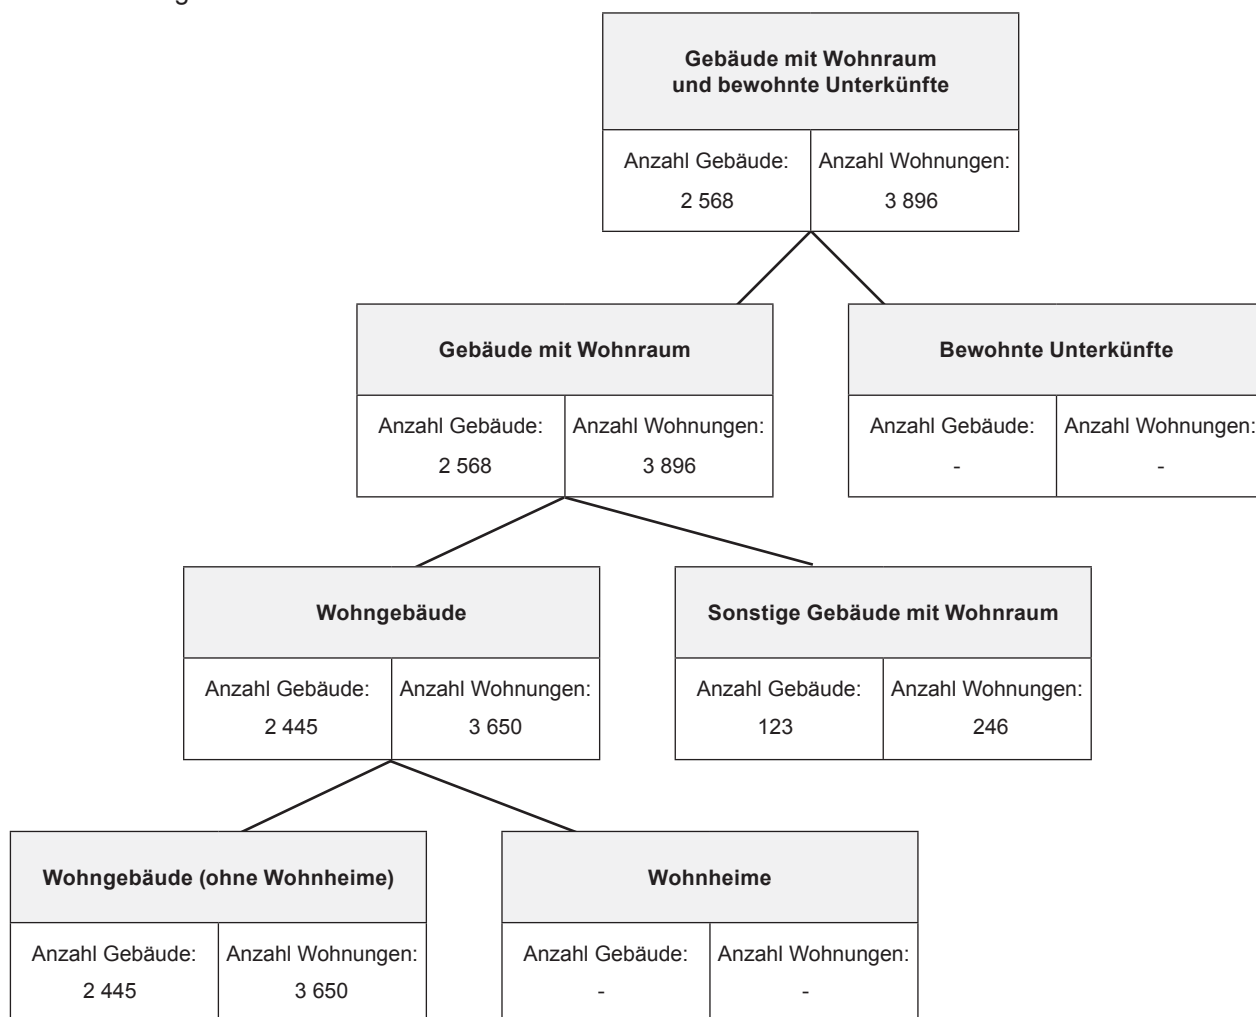 Gebäude mit Wohnraum
und bewohnte Unterkünfte
Anzahl Gebäude: Anzahl Wohnungen:
2 568 3 896
Gebäude mit Wohnraum
Bewohnte Unterkünfte
Anzahl Gebäude: Anzahl Wohnungen:
2 568 3 896
Anzahl Gebäude: Anzahl Wohnungen:
- -
Wohngebäude
Sonstige Gebäude mit Wohnraum
Anzahl Gebäude: Anzahl Wohnungen:
2 445 3 650
Anzahl Gebäude: Anzahl Wohnungen:
123 246
Wohngebäude (ohne Wohnheime)
Wohnheime
Anzahl Gebäude: Anzahl Wohnungen:
2 445 3 650
Anzahl Gebäude: Anzahl Wohnungen:
- -